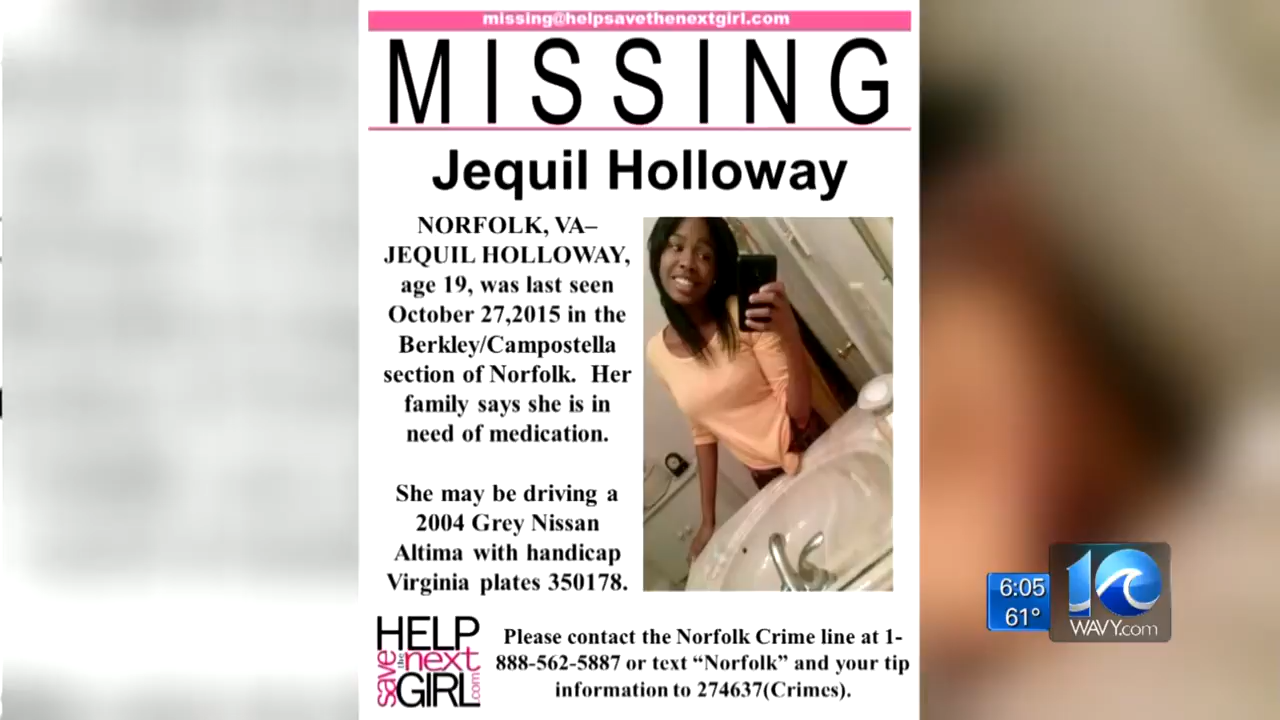 missing@helpsavethenextgirl.com
MISSING
Jequil Holloway
NORFOLK, VA–
JEQUIL HOLLOWAY,
age 19, was last seen
October 27,2015 in the
Berkley/Campostella
section of Norfolk. Her
family says she is in
need of medication.
She may be driving a
2004 Grey Nissan
Altima with handicap
Virginia plates 350178.
HELP
save the next
GIRL.com
Please contact the Norfolk Crime line at 1-
888-562-5887 or text “Norfolk” and your tip
information to 274637(Crimes).
6:05
61°
10
WAVY.com